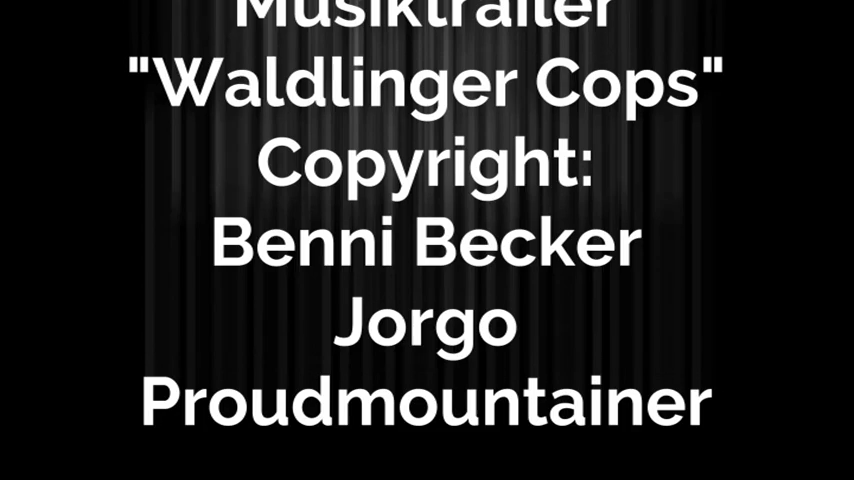 Musiktrailer
"Waldlinger Cops"
Copyright:
Benni Becker
Jorgo
Proudmountainer